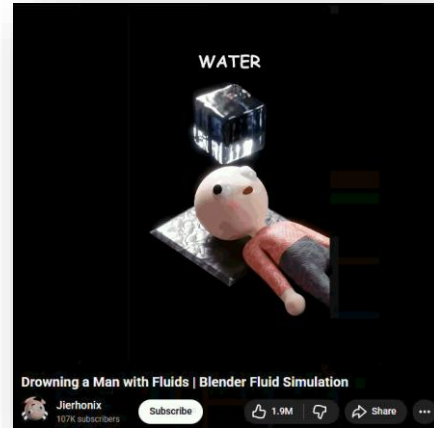 WATER
Drowning a Man with Fluids | Blender Fluid Simulation
Jierhonix
107K subscribers
Subscribe
1.9M
Share